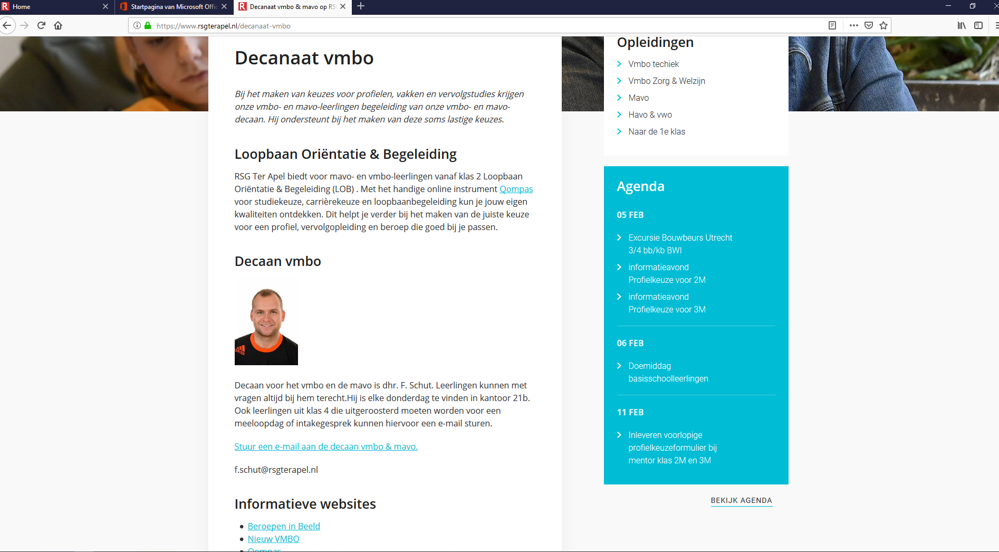 Home
Startpagina van Microsoft Offic
Decanaat vmbo & mavo op RS
https://www.rsgterapel.nl/decanaat-vmbo
Decanaat vmbo
Bij het maken van keuzes voor profielen, vakken en vervolgstudies krijgen
onze vmbo- en mavo-leerlingen begeleiding van onze vmbo- en mavo-
decaan. Hij ondersteunt bij het maken van deze soms lastige keuzes.
Loopbaan Oriëntatie & Begeleiding
RSG Ter Apel biedt voor mavo- en vmbo-leerlingen vanaf klas 2 Loopbaan
Oriëntatie & Begeleiding (LOB) . Met het handige online instrument Qompas
voor studiekeuze, carrièrekeuze en loopbaanbegeleiding kun je jouw eigen
kwaliteiten ontdekken. Dit helpt je verder bij het maken van de juiste keuze
voor een profiel, vervolgopleiding en beroep die goed bij je passen.
Decaan vmbo
adidas
Decaan voor het vmbo en de mavo is dhr. F. Schut. Leerlingen kunnen met
vragen altijd bij hem terecht.Hij is elke donderdag te vinden in kantoor 21b.
Ook leerlingen uit klas 4 die uitgeroosterd moeten worden voor een
meeloopdag of intakegesprek kunnen hiervoor een e-mail sturen.
Stuur een e-mail aan de decaan vmbo & mavo.
f.schut@rsgterapel.nl
Informatieve websites
Beroepen in Beeld
Nieuw VMBO
Qompas
Opleidingen
Vmbo techiek
Vmbo Zorg & Welzijn
Mavo
Havo & vwo
Naar de 1e klas
Agenda
05 FEB
Excursie Bouwbeurs Utrecht
3/4 bb/kb BWI
informatieavond
Profielkeuze voor 2M
informatieavond
Profielkeuze voor 3M
06 FEB
Doemiddag
basisschoolleerlingen
11 FEB
Inleveren voorlopige
profielkeuzeformulier bij
mentor klas 2M en 3M
BEKIJK AGENDA